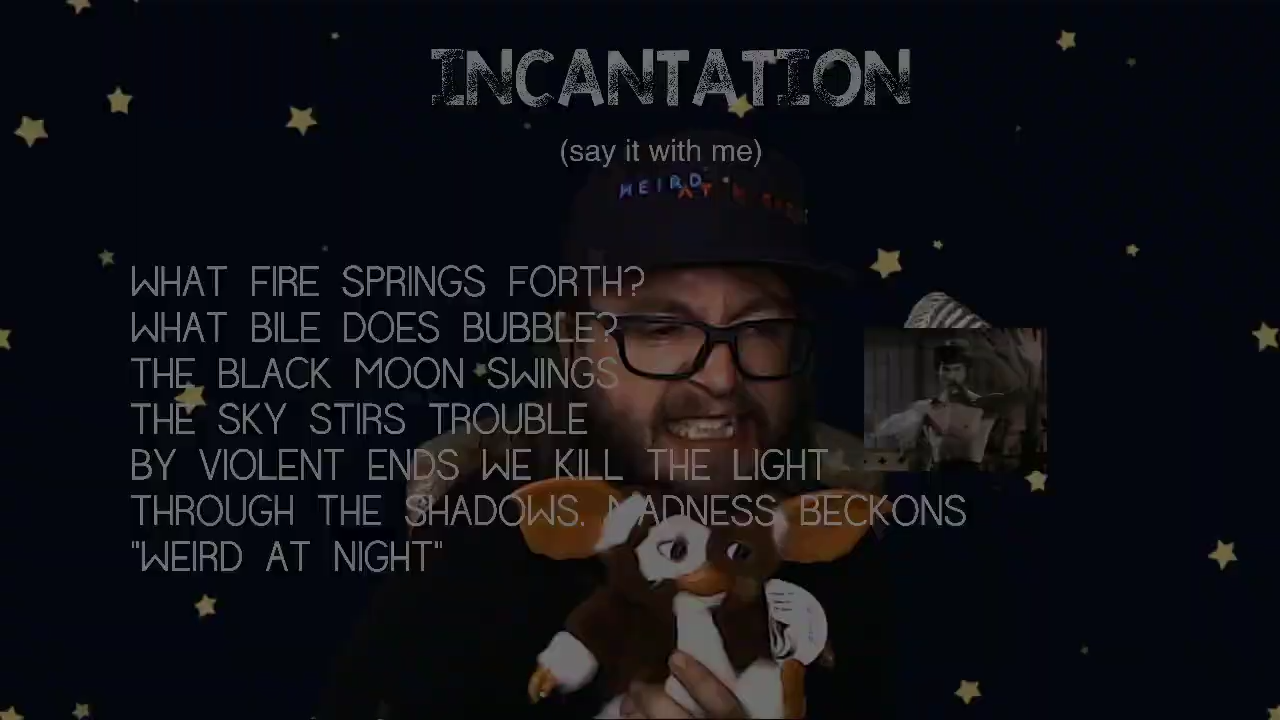 INCANTATION
(say it with me)
WEIRD
AT
WHAT FIRE SPRINGS FORTH?
WHAT BILE DOES BUBBLE?
THE BLACK MOON SWINGS
THE SKY STIRS TROUBLE
BY VIOLENT ENDS WE KILL THE LIGHT
THROUGH THE SHADOWS, MADNESS BECKONS
"WEIRD AT NIGHT"